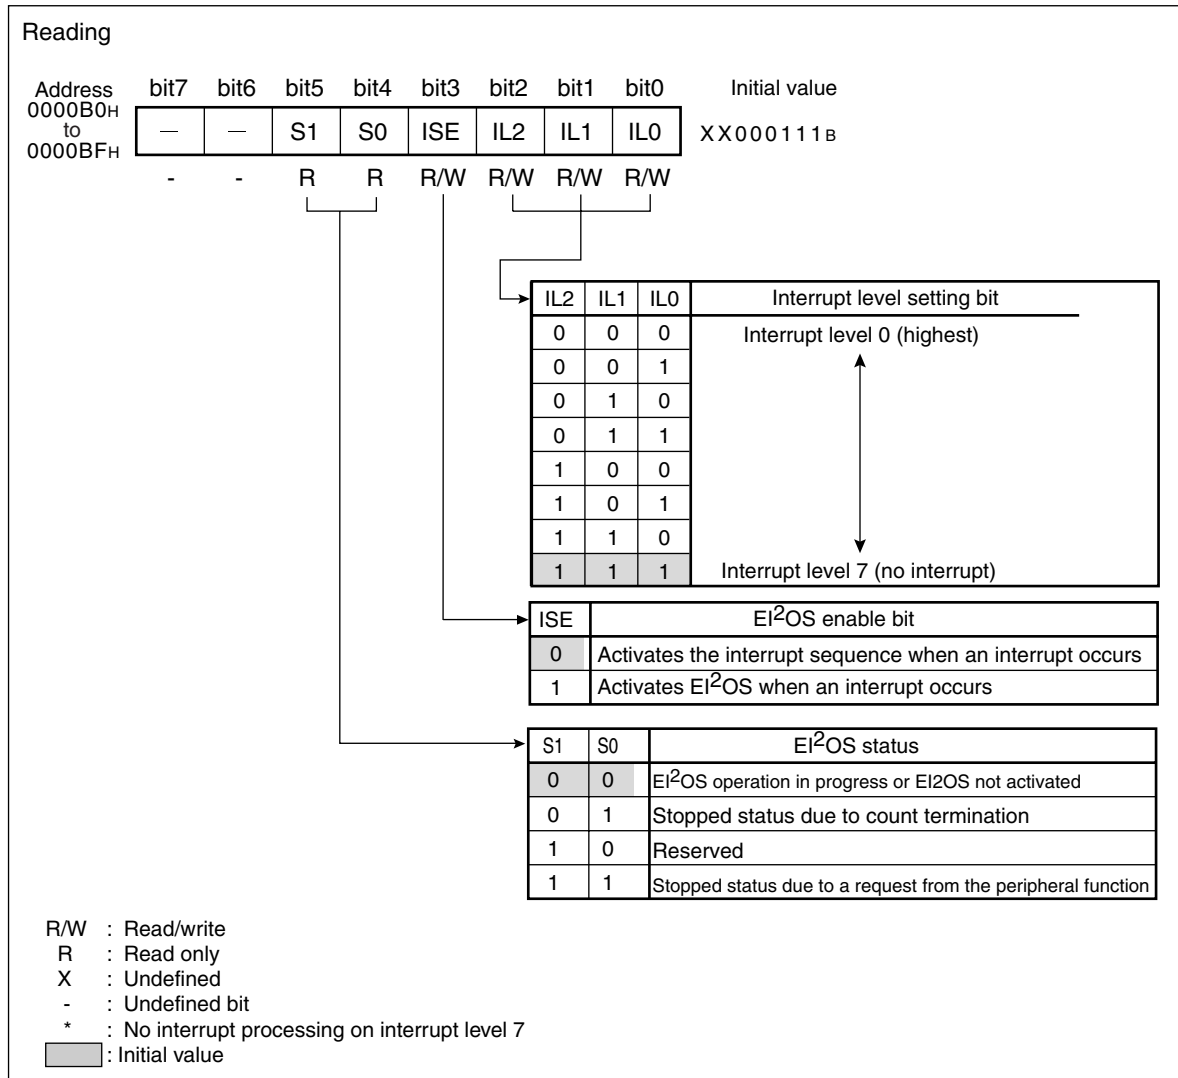 Reading
Address bit7 bit6 bit5 bit4 bit3 bit2 bit1 bit0 Initial value
0000B0H
to
0000BFH
— — S1 S0 ISE IL2 IL1 IL0 XX000111B
- - R R R/W R/W R/W R/W
IL2 IL1 IL0 Interrupt level setting bit
0 0 0 Interrupt level 0 (highest)
0 0 1
0 1 0
0 1 1
1 0 0
1 0 1
1 1 0
1 1 1 Interrupt level 7 (no interrupt)
ISE EI2OS enable bit
0 Activates the interrupt sequence when an interrupt occurs
1 Activates EI2OS when an interrupt occurs
S1 S0 EI2OS status
0 0 EI2OS operation in progress or EI2OS not activated
0 1 Stopped status due to count termination
1 0 Reserved
1 1 Stopped status due to a request from the peripheral function
R/W : Read/write
R : Read only
X : Undefined
- : Undefined bit
* : No interrupt processing on interrupt level 7
: Initial value